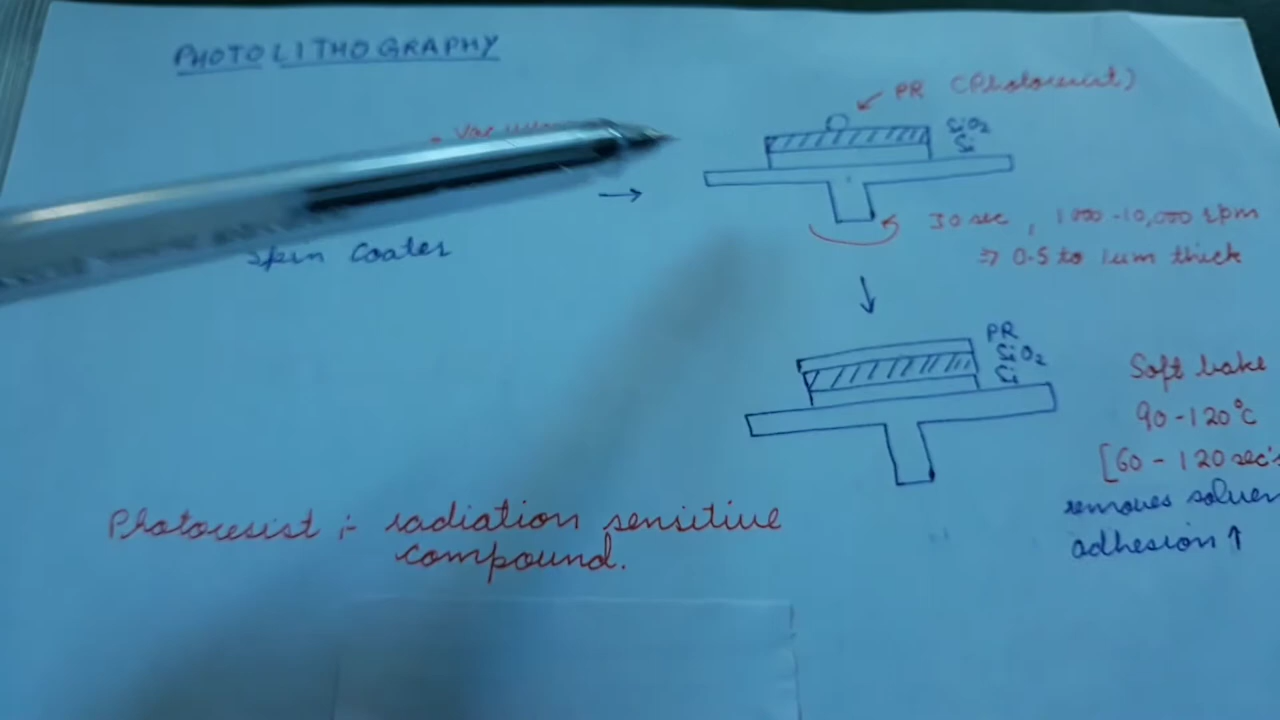 PHOTOLITHOGRAPHY
PR (Photoresist)
SiO2
Si
30 sec, 1000-10,000 rpm
⇒ 0.5 to 1um thick
Spin Coater
PR
SiO2
Si
Soft bake
90-120°C
[60 - 120 sec's
removes solven
adhesion ↑
Photoresist :- radiation sensitive
compound.